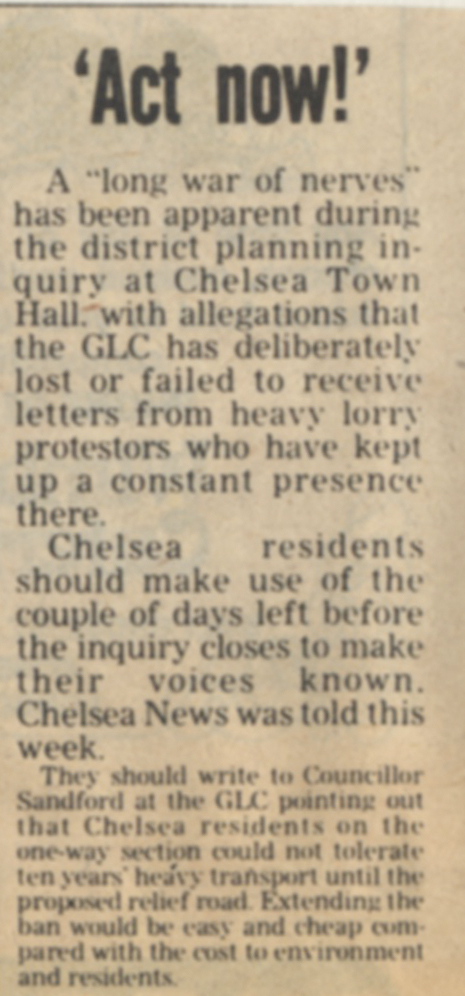 ‘Act now!’
A “long war of nerves”
has been apparent during
the district planning in-
quiry at Chelsea Town
Hall. with allegations that
the GLC has deliberately
lost or failed to receive
letters from heavy lorry
protestors who have kept
up a constant presence
there.
Chelsea residents
should make use of the
couple of days left before
the inquiry closes to make
their voices known.
Chelsea News was told this
week.
They should write to Councillor
Sandford at the GLC pointing out
that Chelsea residents on the
one-way section could not tolerate
ten years’ heavy transport until the
proposed relief road. Extending the
ban would be easy and cheap com-
pared with the cost to environment
and residents.